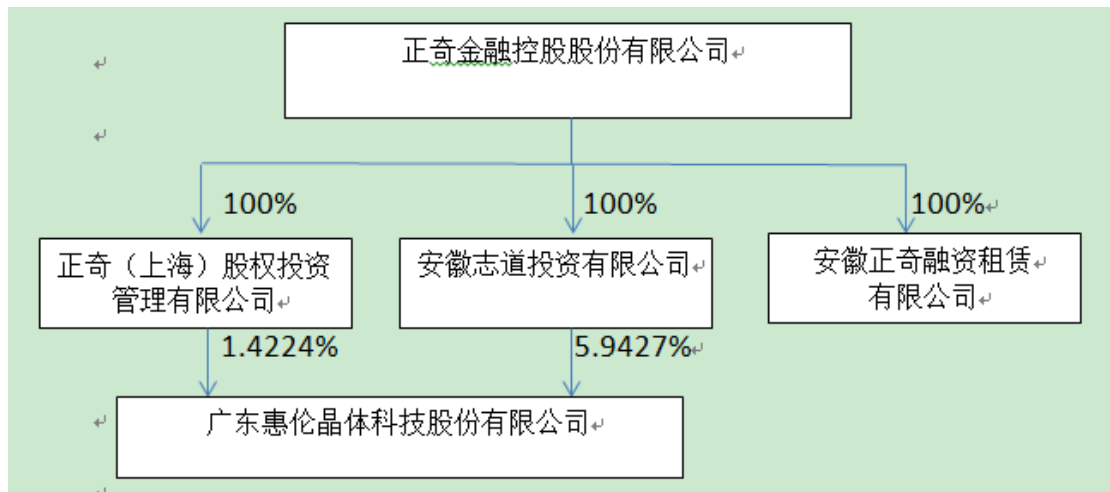 正奇金融控股股份有限公司
100%
100%
100%
正奇（上海）股权投资
管理有限公司
安徽志道投资有限公司
安徽正奇融资租赁
有限公司
1.4224%
5.9427%
广东惠伦晶体科技股份有限公司